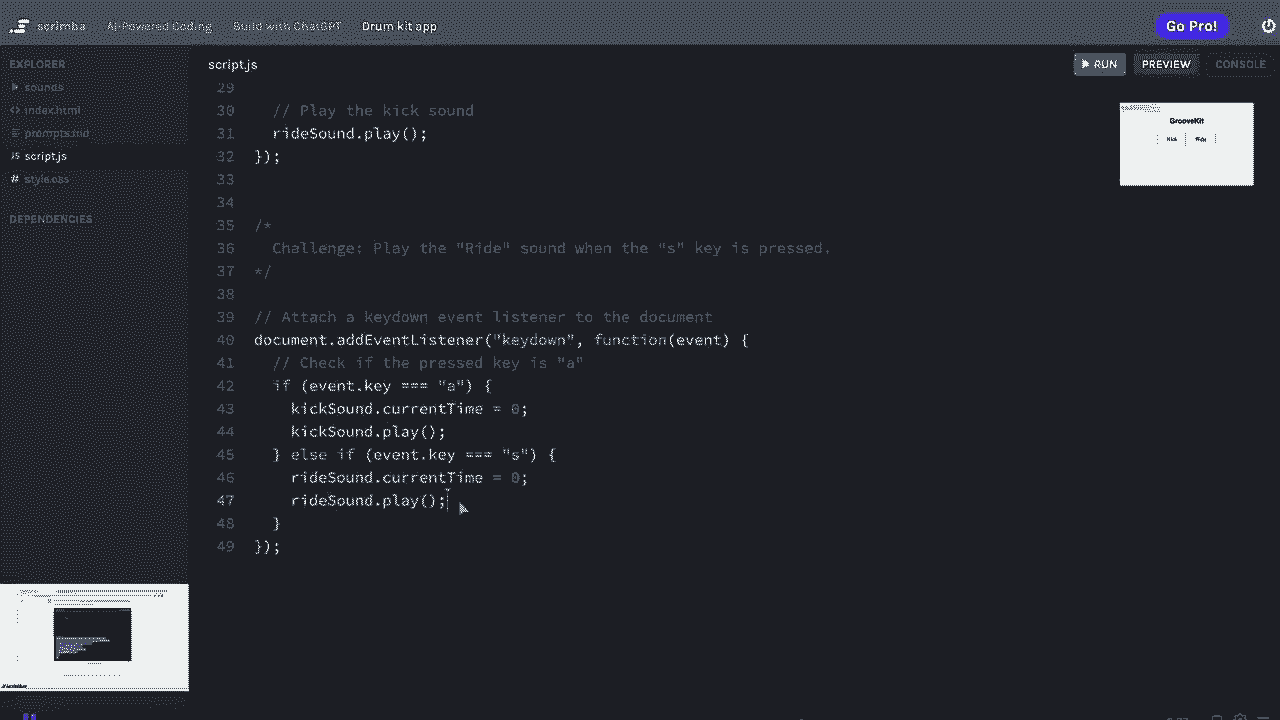 scrimba AI-Powered Coding Build with ChatGPT Drum kit app Go Pro!
EXPLORER
sounds
index.html
prompts.md
script.js
style.css
DEPENDENCIES
script.js RUN PREVIEW CONSOLE
29
30 // Play the kick sound
31 rideSound.play();
32 });
33
34
35 /*
36 Challenge: Play the "Ride" sound when the "s" key is pressed.
37 */
38
39 // Attach a keydown event listener to the document
40 document.addEventListener("keydown", function(event) {
41 // Check if the pressed key is "a"
42 if (event.key === "a") {
43 kickSound.currentTime = 0;
44 kickSound.play();
45 } else if (event.key === "s") {
46 rideSound.currentTime = 0;
47 rideSound.play();
48 }
49 });
GrooveKit
Kick Ride